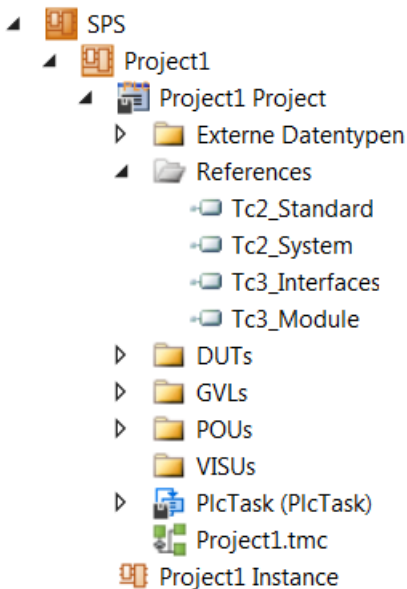 SPS
Project1
Project1 Project
Externe Datentypen
References
Tc2_Standard
Tc2_System
Tc3_Interfaces
Tc3_Module
DUTs
GVLs
POUs
VISUs
PlcTask (PlcTask)
Project1.tmc
Project1 Instance